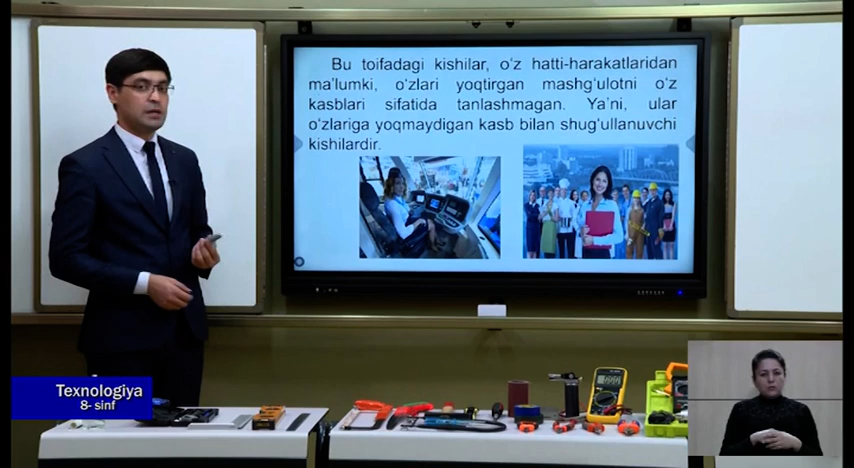 Bu toifadagi kishilar, o‘z hatti-harakatlaridan
ma’lumki, o‘zlari yoqtirgan mashg‘ulotni o‘z
kasblari sifatida tanlashmagan. Ya`ni, ular
o‘zlariga yoqmaydigan kasb bilan shug‘ullanuvchi
kishilardir.
Texnologiya
8- sinf